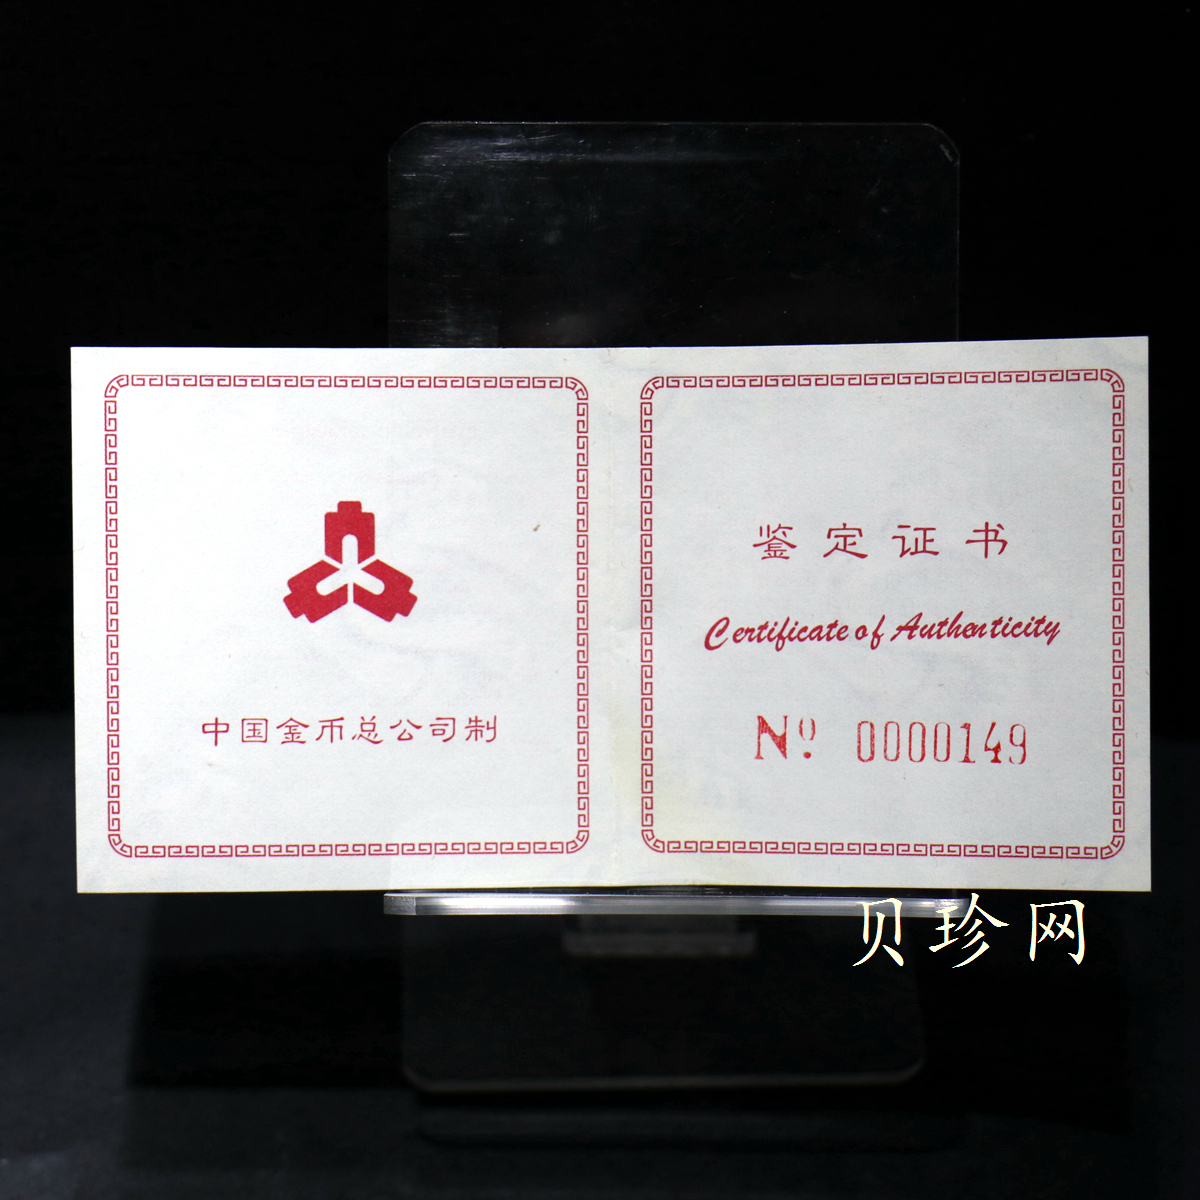 中国金币总公司制
鉴定证书
Certificate of Authenticity
Nº 0000149
贝珍网